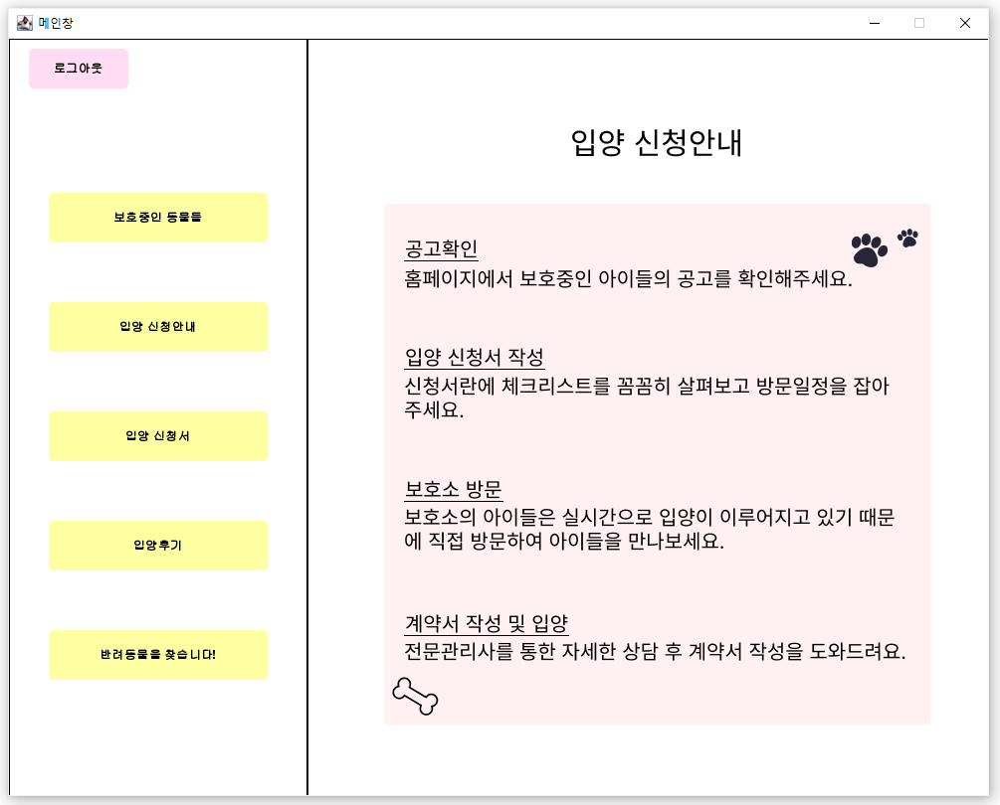 메인창
로그아웃
보호중인 동물들
입양 신청안내
입양 신청서
입양후기
반려동물을 찾습니다!
입양 신청안내
공고확인
홈페이지에서 보호중인 아이들의 공고를 확인해주세요.
입양 신청서 작성
신청서란에 체크리스트를 꼼꼼히 살펴보고 방문일정을 잡아
주세요.
보호소 방문
보호소의 아이들은 실시간으로 입양이 이루어지고 있기 때문
에 직접 방문하여 아이들을 만나보세요.
계약서 작성 및 입양
전문관리사를 통한 자세한 상담 후 계약서 작성을 도와드려요.